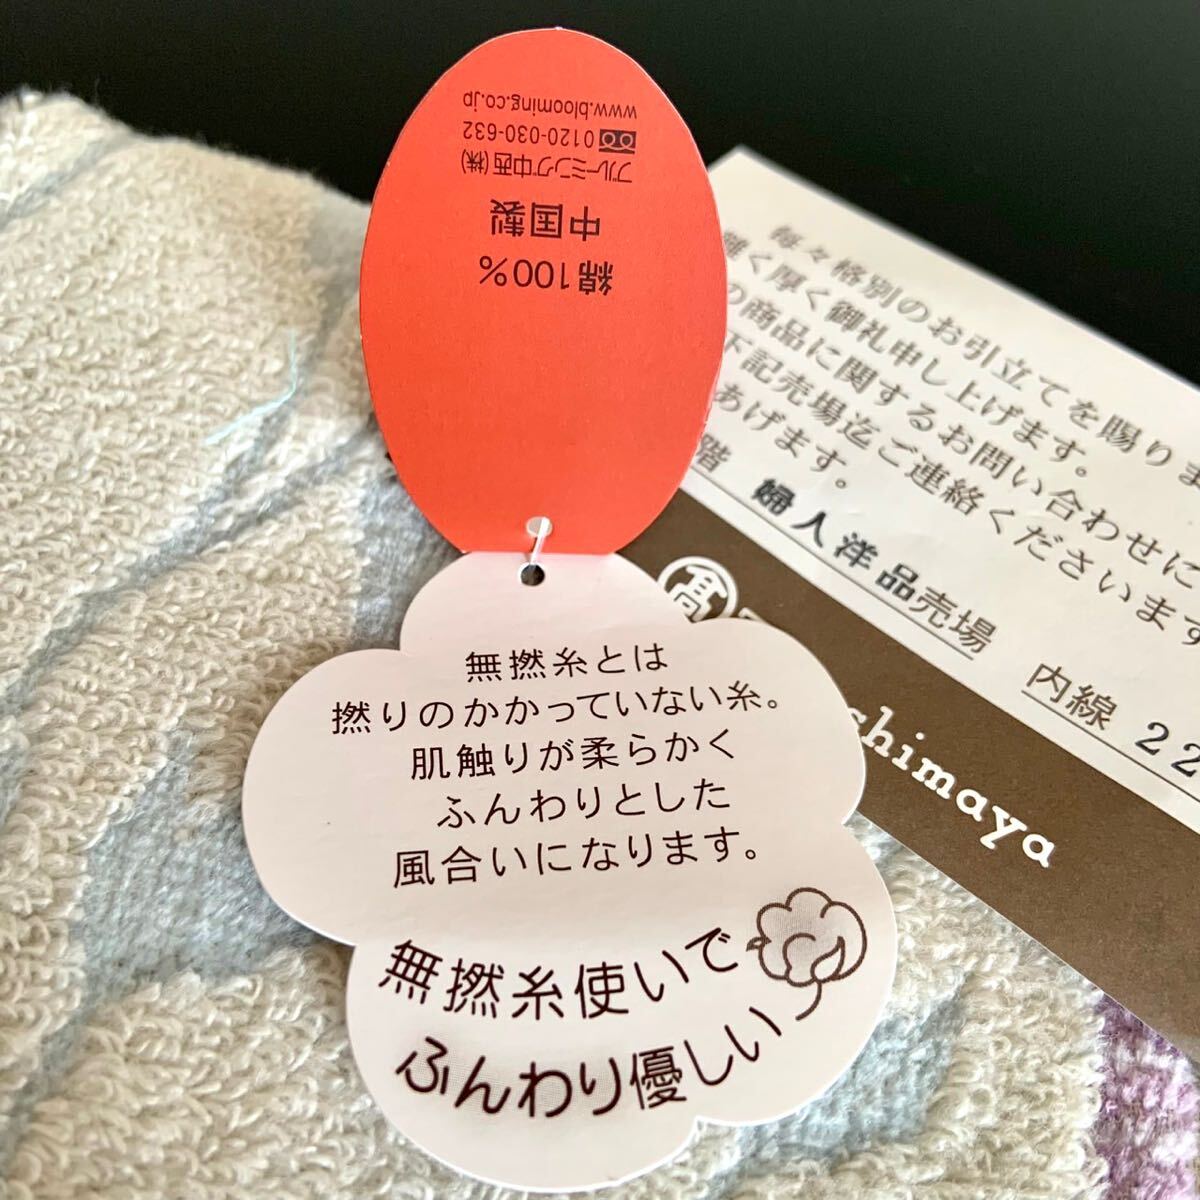 綿100%
中国製
ブルーミング中西(株)
0120-030-632
www.blooming.co.jp
無撚糸とは
撚りのかかっていない糸。
肌触りが柔らかく
ふんわりとした
風合いになります。
無撚糸使いで
ふんわり優しい
毎々格別のお引立てを賜りま
難く厚く御礼申し上げます。
の商品に関するお問い合わせに
下記売場迄ご連絡くださいます
あげます。
階 婦人洋品売場 内線 22
髙
shimaya